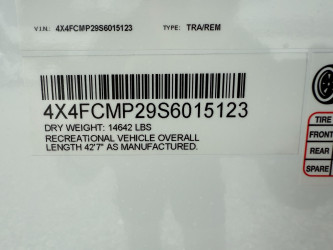 V.I.N.: 4X4FCMP29S6015123 TYPE: TRA/REM
4X4FCMP29S6015123
DRY WEIGHT: 14642 LBS
RECREATIONAL VEHICLE OVERALL
LENGTH 42'7" AS MANUFACTURED.
TIRE
FRONT
REAR
SPARE